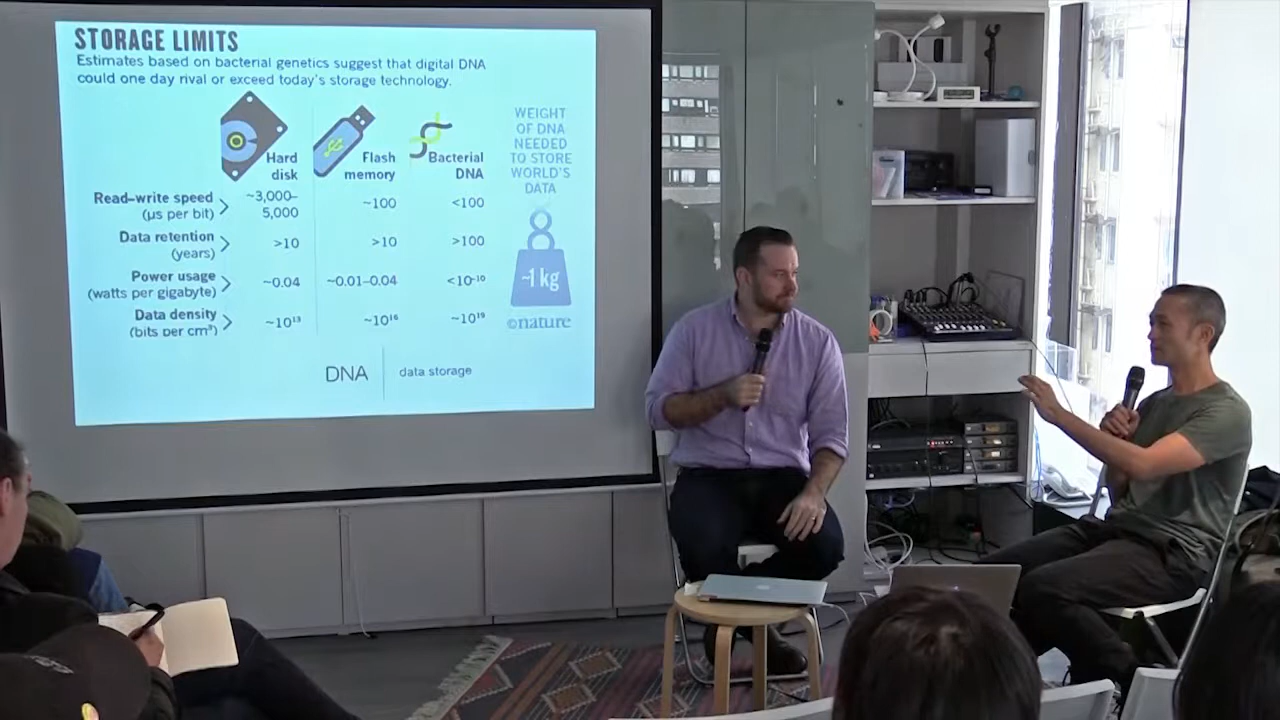 STORAGE LIMITS
Estimates based on bacterial genetics suggest that digital DNA
could one day rival or exceed today's storage technology.
Hard
disk
Flash
memory
Bacterial
DNA
WEIGHT
OF DNA
NEEDED
TO STORE
WORLD'S
DATA
Read–write speed
(µs per bit)
~3,000–
5,000
~100
<100
Data retention
(years)
>10
>10
>100
Power usage
(watts per gigabyte)
~0.04
~0.01–0.04
<10⁻¹⁰
~1 kg
Data density
(bits per cm³)
~10¹³
~10¹⁶
~10¹⁹
©nature
DNA
data storage